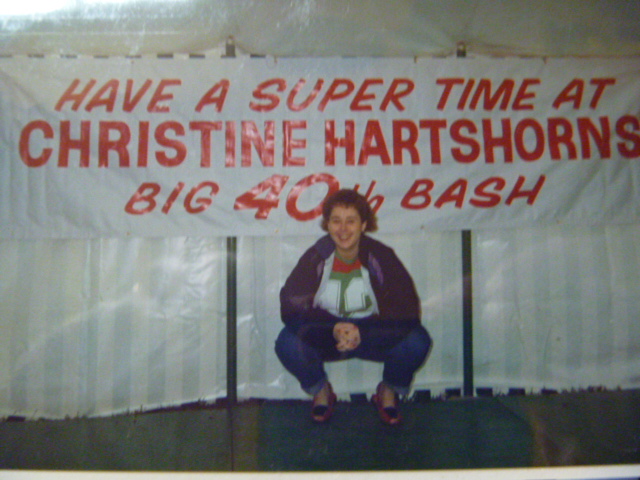 HAVE A SUPER TIME AT
CHRISTINE HARTSHORNS
BIG 40th BASH